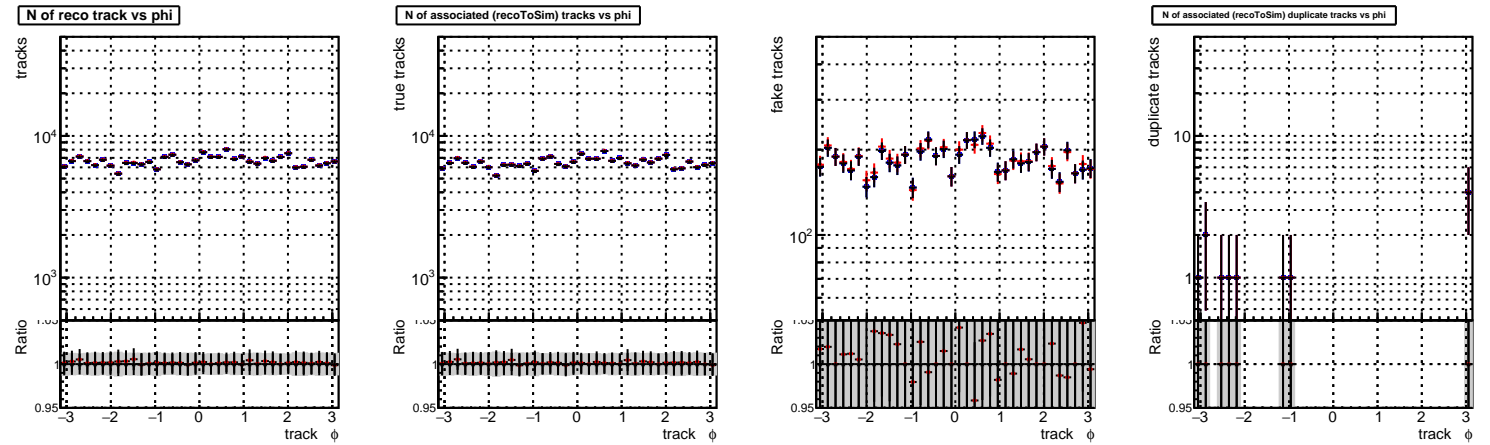 N of reco track vs phi
tracks
10⁴
10³
Ratio
1
0.95
−3 −2 −1 0 1 2 3
track ϕ
N of associated (recoToSim) tracks vs phi
true tracks
10⁴
10³
Ratio
1
0.95
−3 −2 −1 0 1 2 3
track ϕ
fake tracks
10²
Ratio
1
0.95
−3 −2 −1 0 1 2 3
track ϕ
N of associated (recoToSim) duplicate tracks vs phi
duplicate tracks
10
1
Ratio
1
0.95
−3 −2 −1 0 1 2 3
track ϕ